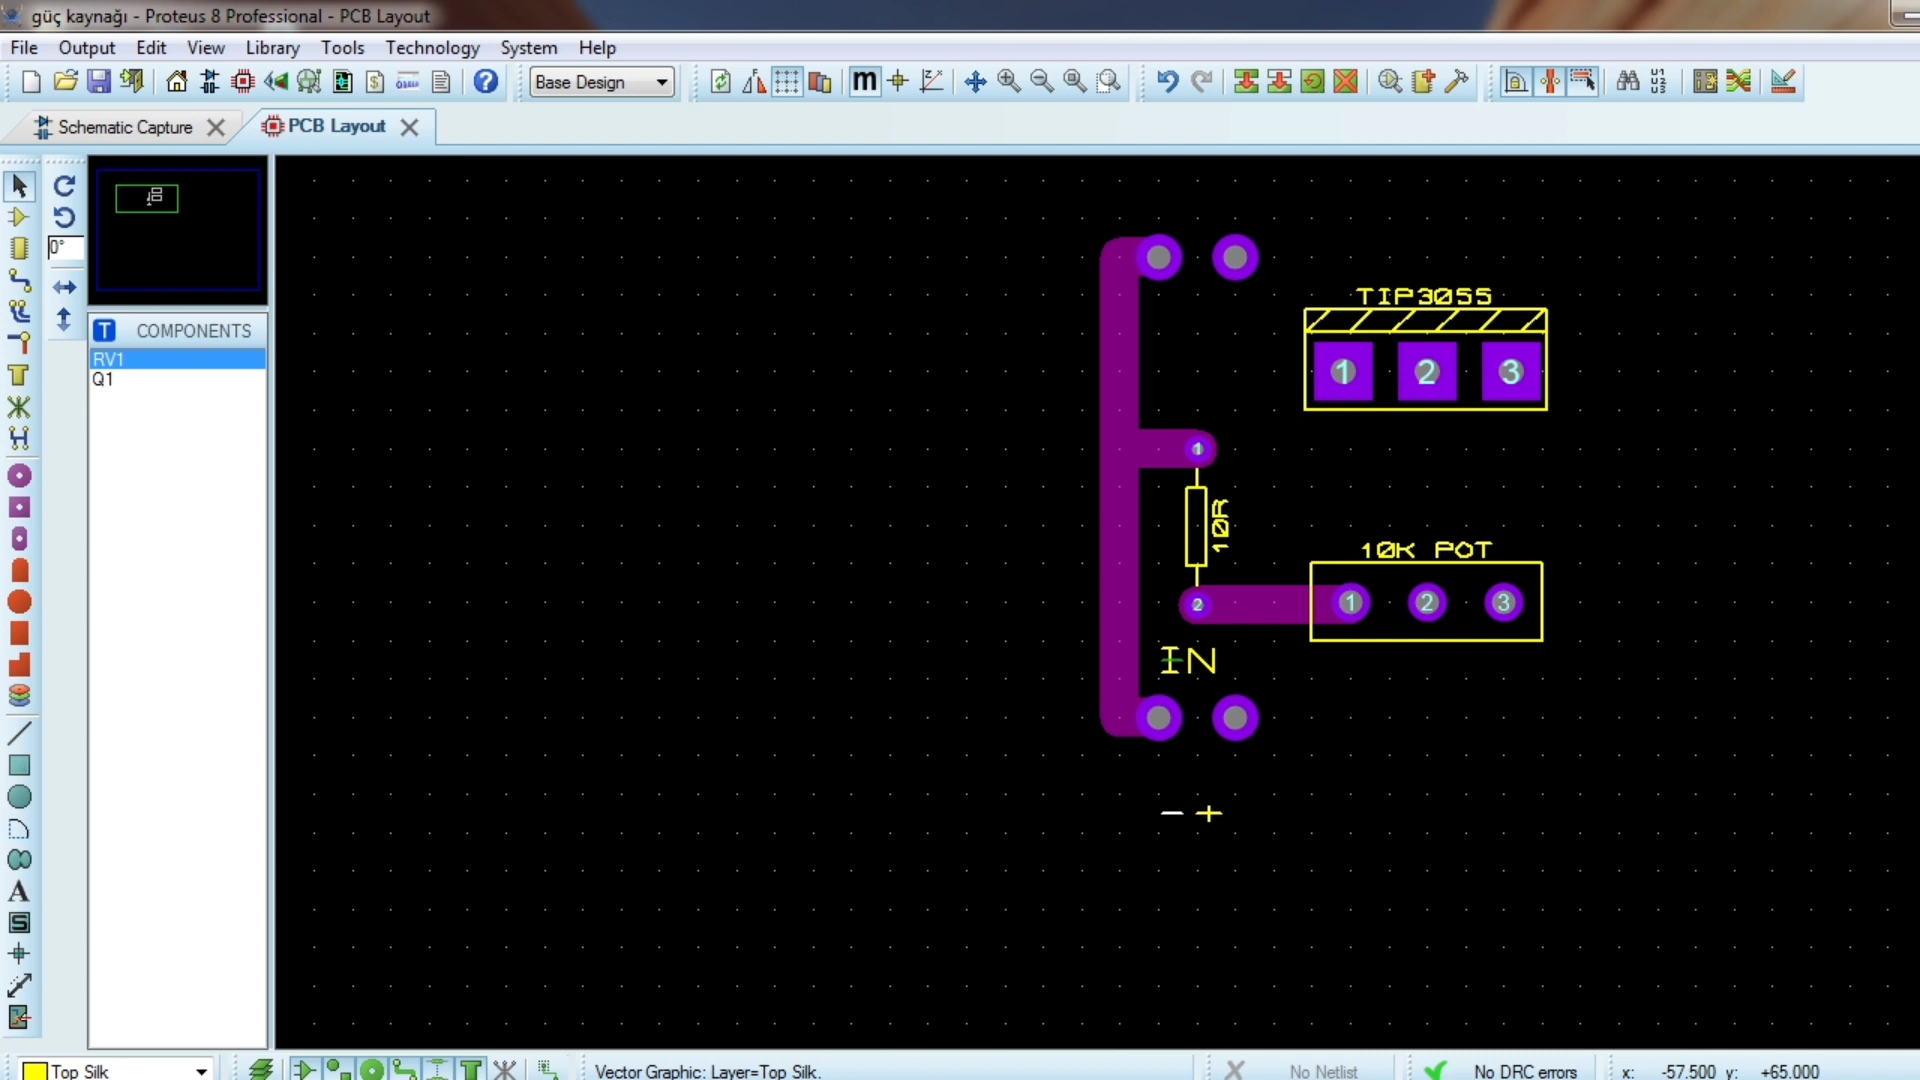 güç kaynağı - Proteus 8 Professional - PCB Layout
File Output Edit View Library Tools Technology System Help
Base Design
m
Schematic Capture
PCB Layout
0°
T COMPONENTS
RV1
Q1
TIP3055
1 2 3
1
10R
10K POT
2
1 2 3
IN
- +
A
Top Silk
Vector Graphic: Layer=Top Silk.
No Netlist
No DRC errors
x: -57.500 y: +65.000